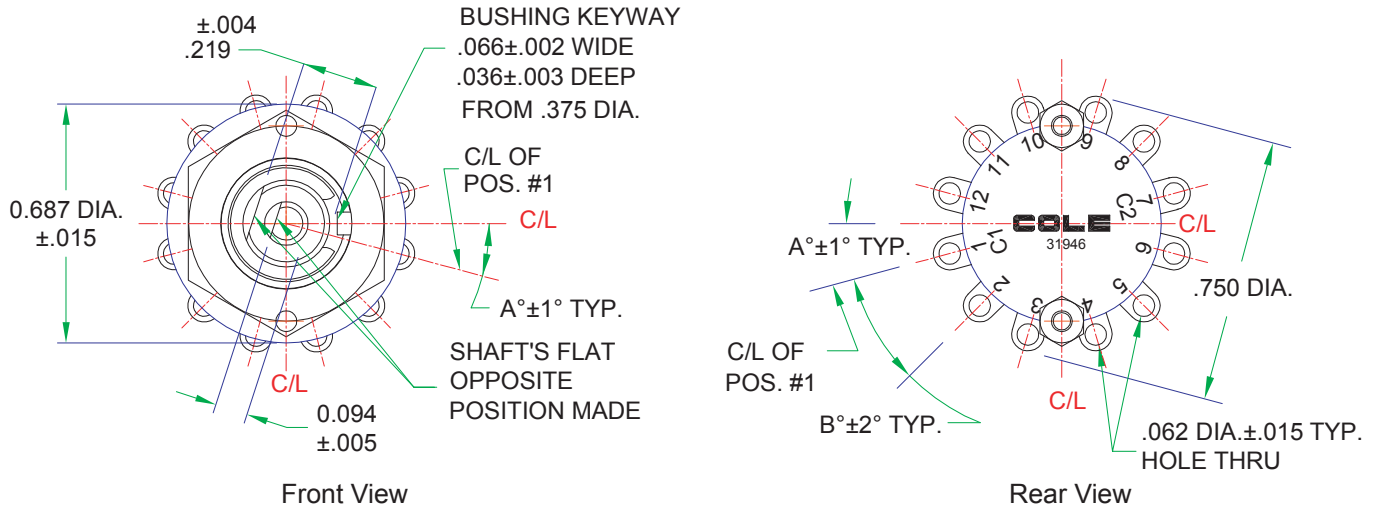 ±.004
.219
BUSHING KEYWAY
.066±.002 WIDE
.036±.003 DEEP
FROM .375 DIA.
C/L OF
POS. #1
C/L
0.687 DIA.
±.015
A°±1° TYP.
SHAFT'S FLAT
OPPOSITE
POSITION MADE
C/L
0.094
±.005
Front View
10
9
11
8
12
7
C2
C/L
COLE
31946
1
C1
6
2
5
3
4
A°±1° TYP.
.750 DIA.
C/L OF
POS. #1
C/L
B°±2° TYP.
.062 DIA.±.015 TYP.
HOLE THRU
Rear View